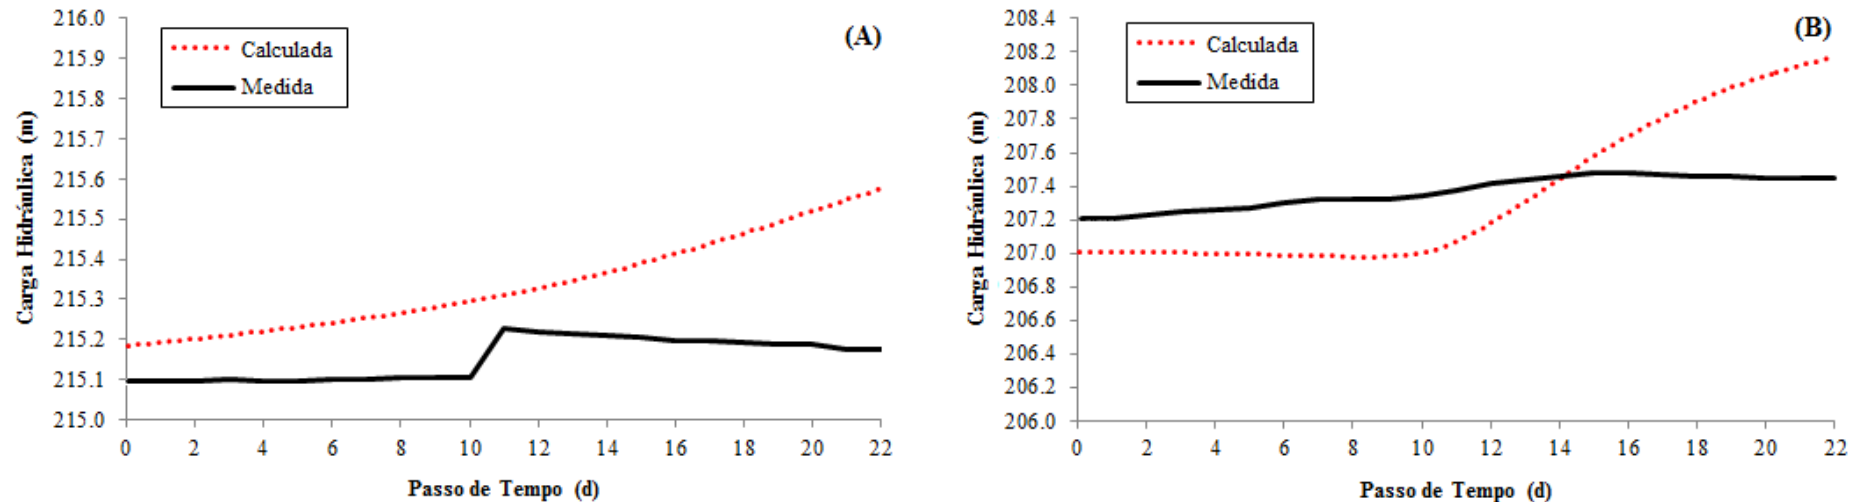 216.0
215.9
215.8
215.7
215.6
215.5
215.4
215.3
215.2
215.1
215.0
Carga Hidráulica (m)
Calculada
Medida
(A)
0 2 4 6 8 10 12 14 16 18 20 22
Passo de Tempo (d)
208.4
208.2
208.0
207.8
207.6
207.4
207.2
207.0
206.8
206.6
206.4
206.2
206.0
Carga Hidráulica (m)
Calculada
Medida
(B)
0 2 4 6 8 10 12 14 16 18 20 22
Passo de Tempo (d)